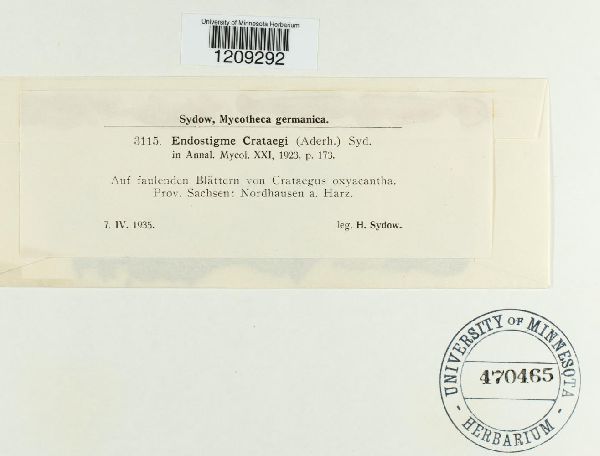 University of Minnesota Herbarium
1209292
Sydow, Mycotheca germanica.
3115. Endostigme Crataegi (Aderh.) Syd.
in Annal. Mycol. XXI, 1923. p. 173.
Auf faulenden Blättern von Crataegus oxyacantha.
Prov. Sachsen: Nordhausen a. Harz.
7. IV. 1935. leg. H. Sydow.
UNIVERSITY OF MINNESOTA
470465
- HERBARIUM -